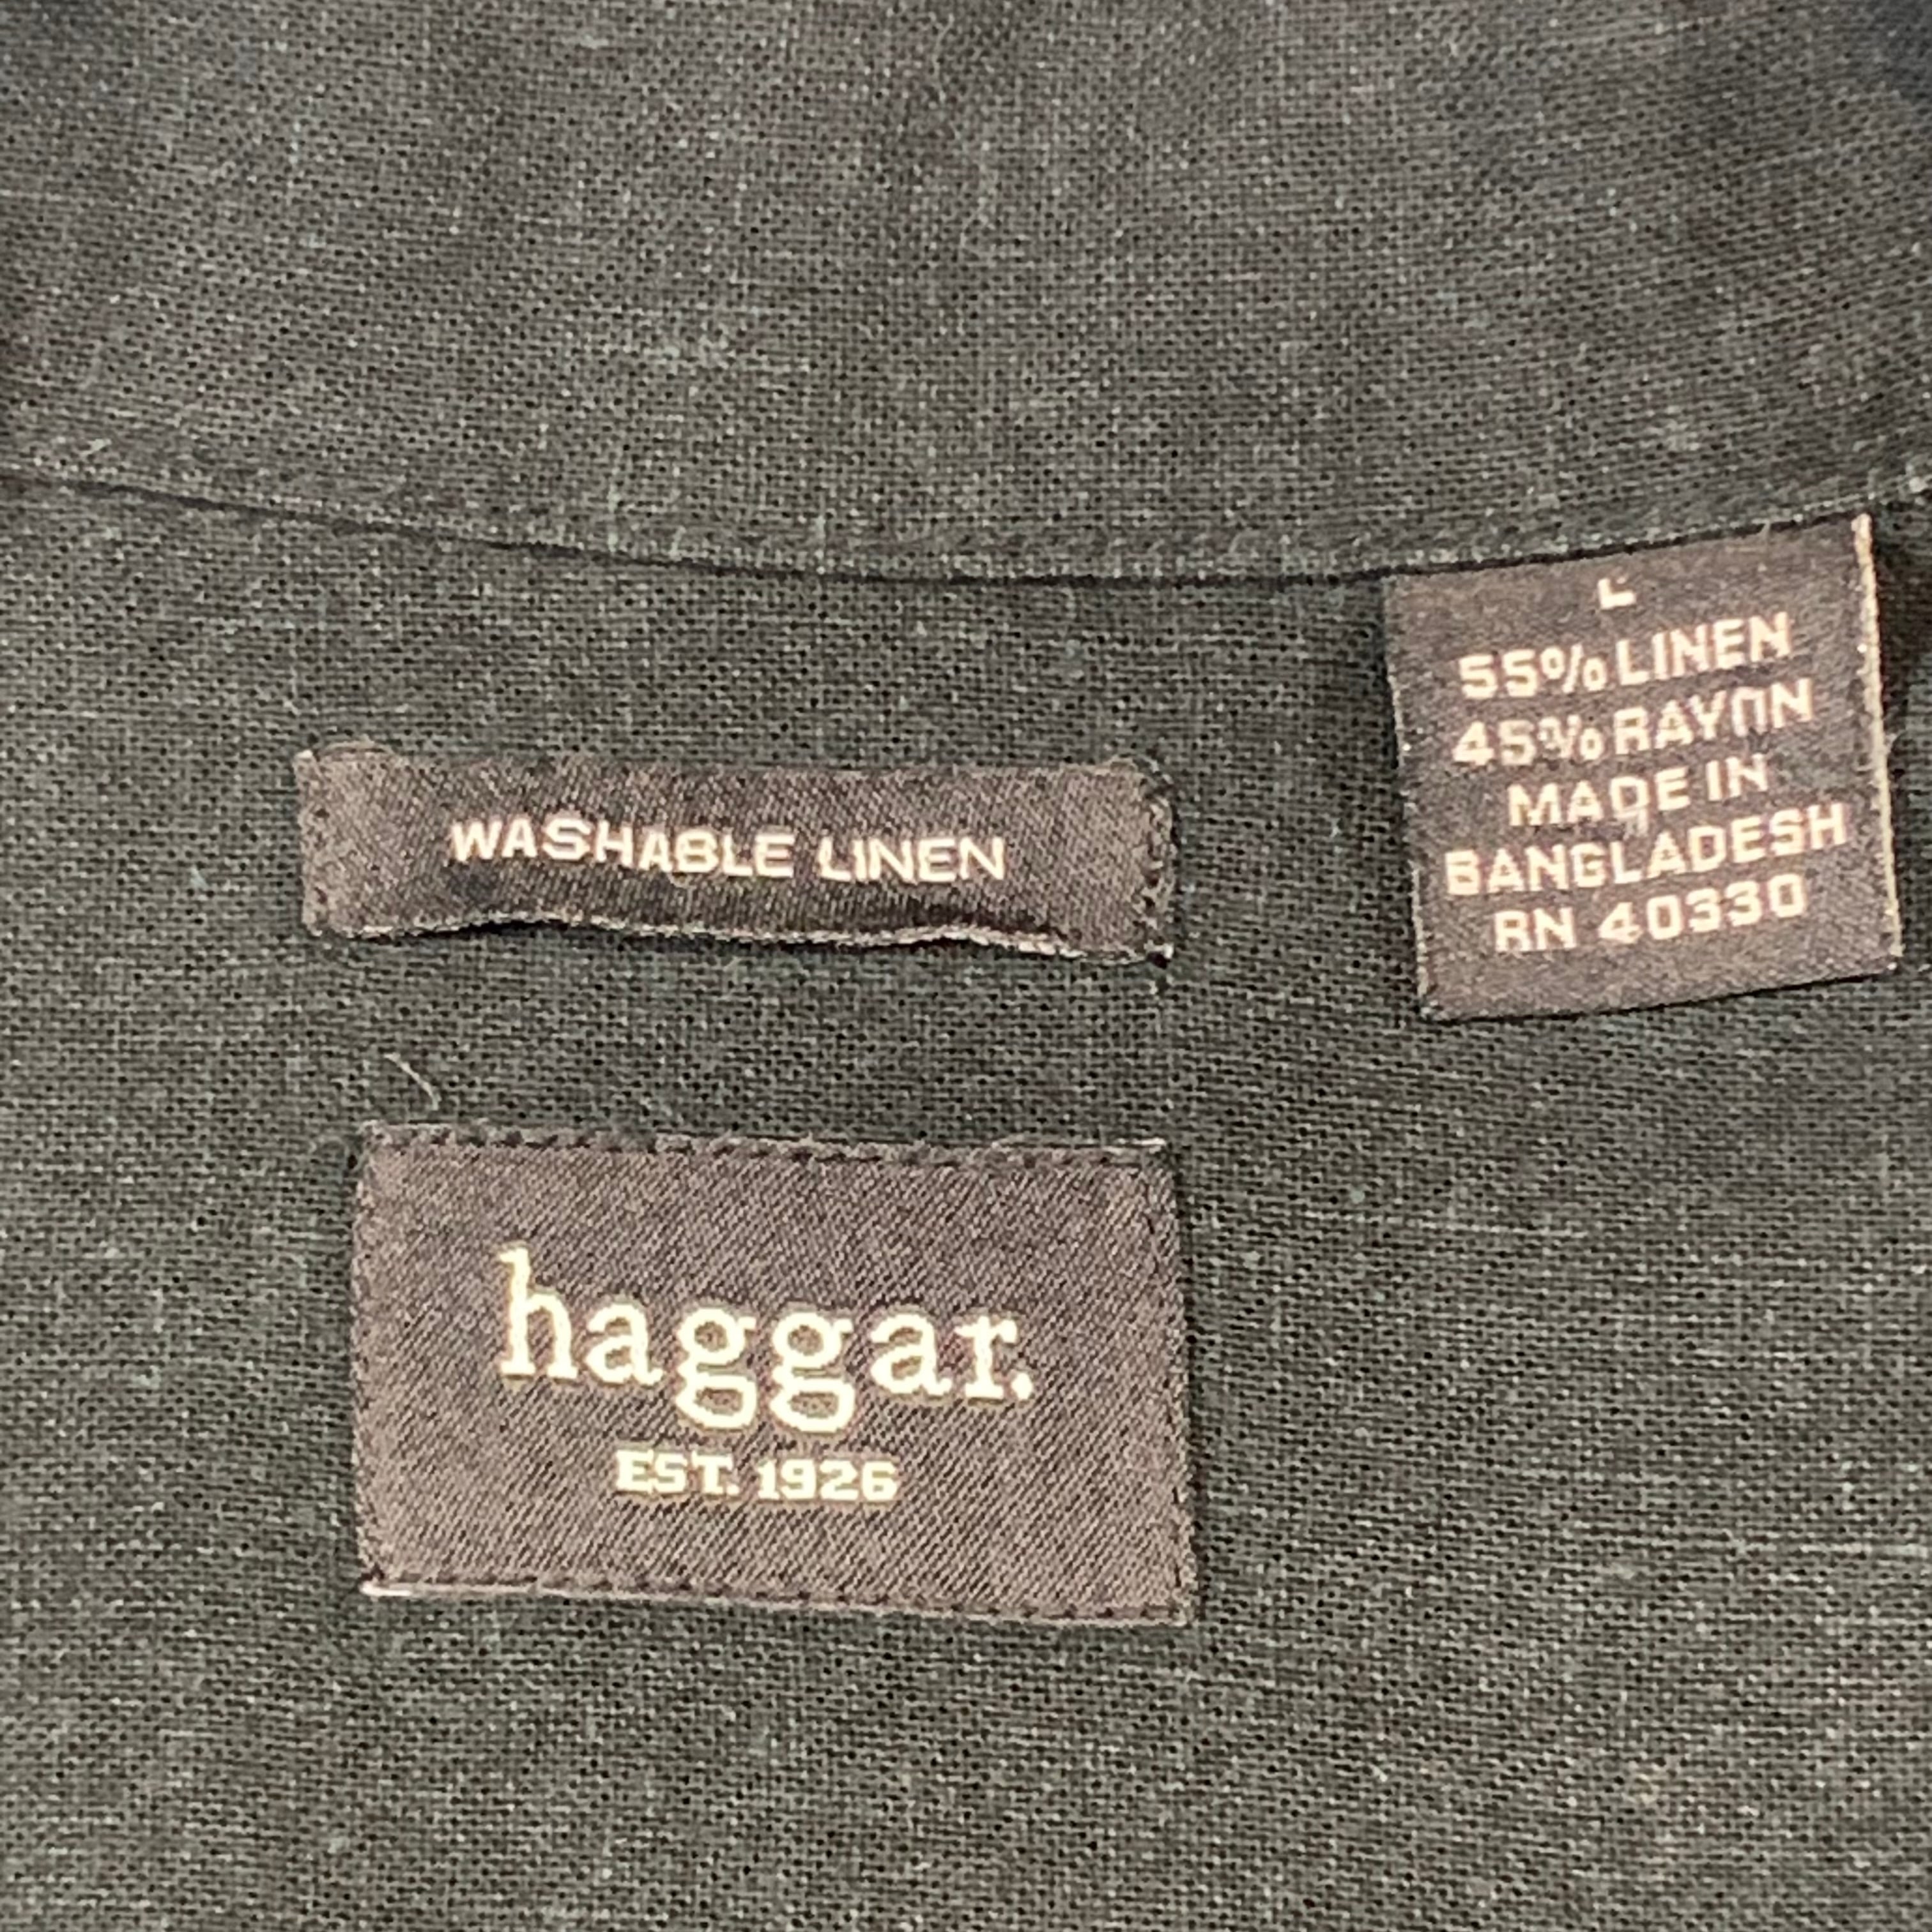 WASHABLE LINEN
haggar.
EST. 1926
L
55% LINEN
45% RAYON
MADE IN
BANGLADESH
RN 40330